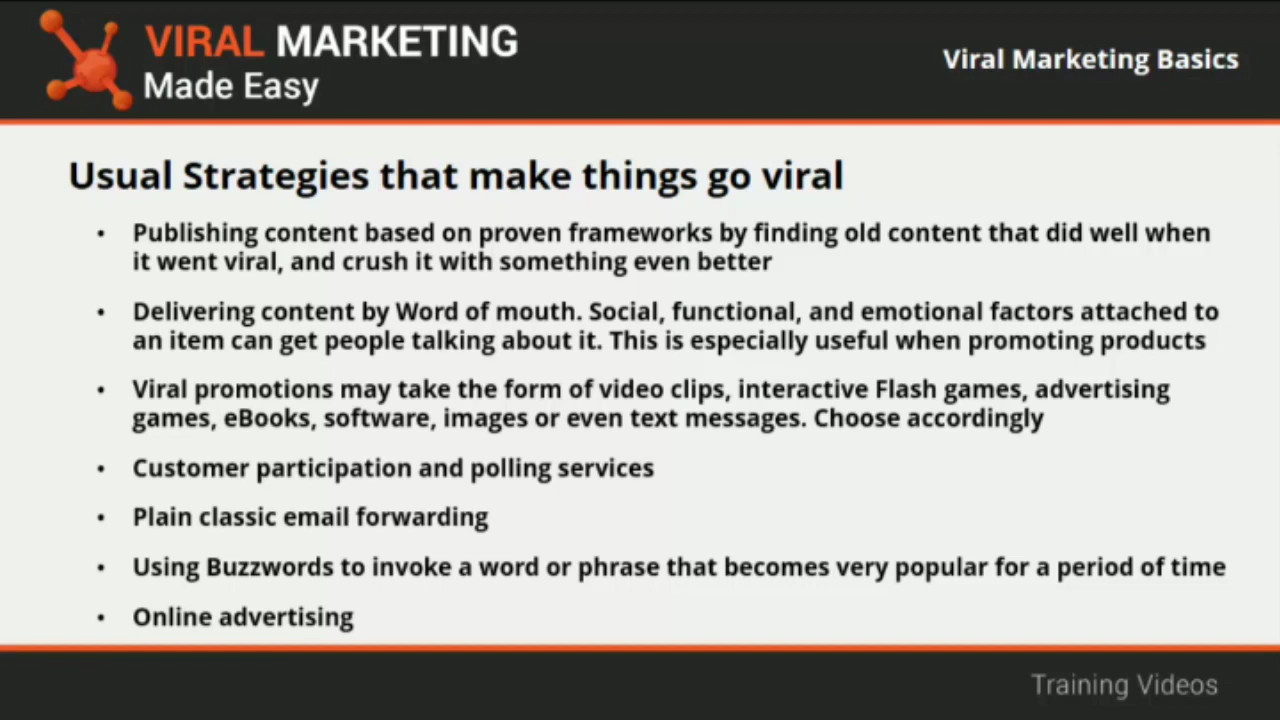 VIRAL MARKETING
Made Easy
Viral Marketing Basics
Usual Strategies that make things go viral
• Publishing content based on proven frameworks by finding old content that did well when
it went viral, and crush it with something even better
• Delivering content by Word of mouth. Social, functional, and emotional factors attached to
an item can get people talking about it. This is especially useful when promoting products
• Viral promotions may take the form of video clips, interactive Flash games, advertising
games, eBooks, software, images or even text messages. Choose accordingly
• Customer participation and polling services
• Plain classic email forwarding
• Using Buzzwords to invoke a word or phrase that becomes very popular for a period of time
• Online advertising
Training Videos